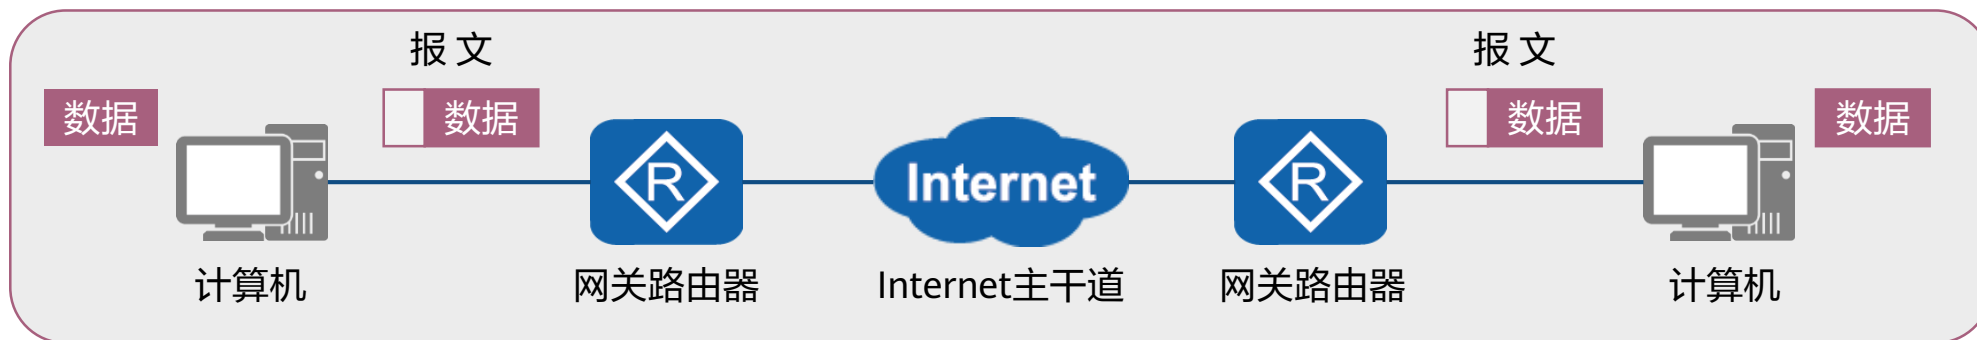 报文
报文
数据
数据
数据
数据
R
Internet
R
计算机
网关路由器
Internet主干道
网关路由器
计算机